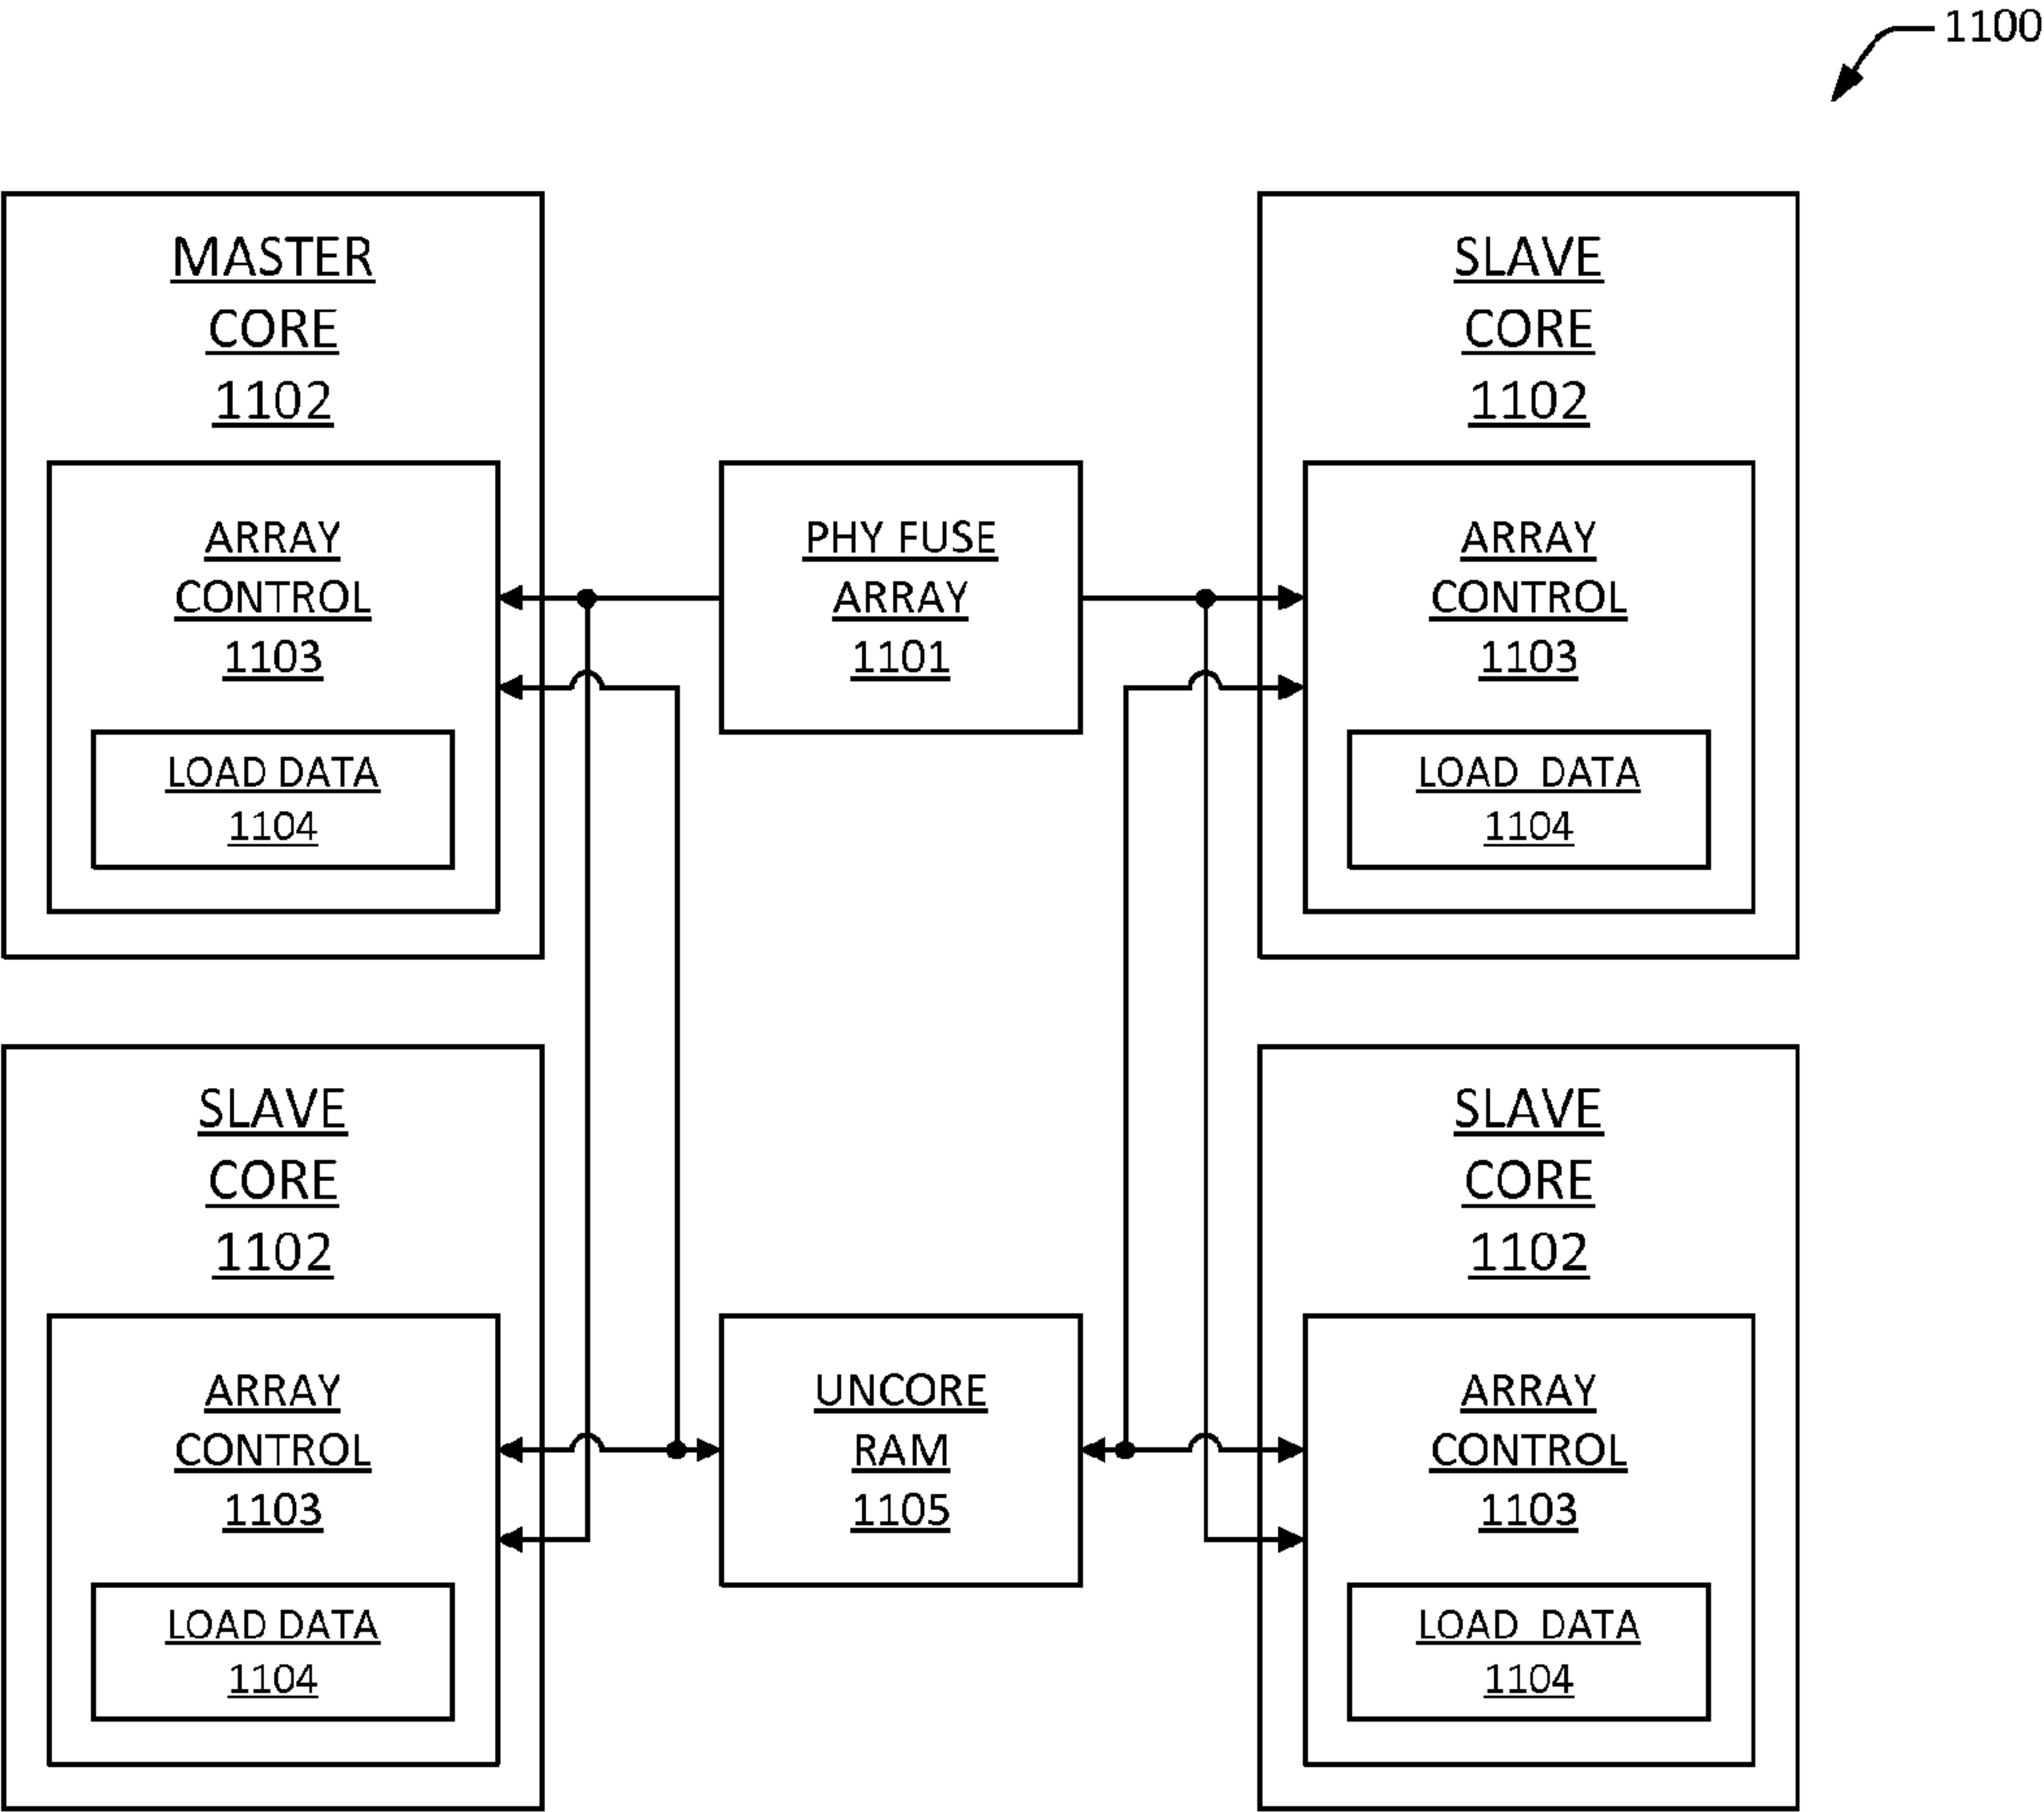 1100
MASTER
CORE
1102
ARRAY
CONTROL
1103
LOAD DATA
1104
SLAVE
CORE
1102
ARRAY
CONTROL
1103
LOAD DATA
1104
PHY FUSE
ARRAY
1101
SLAVE
CORE
1102
ARRAY
CONTROL
1103
LOAD DATA
1104
UNCORE
RAM
1105
SLAVE
CORE
1102
ARRAY
CONTROL
1103
LOAD DATA
1104